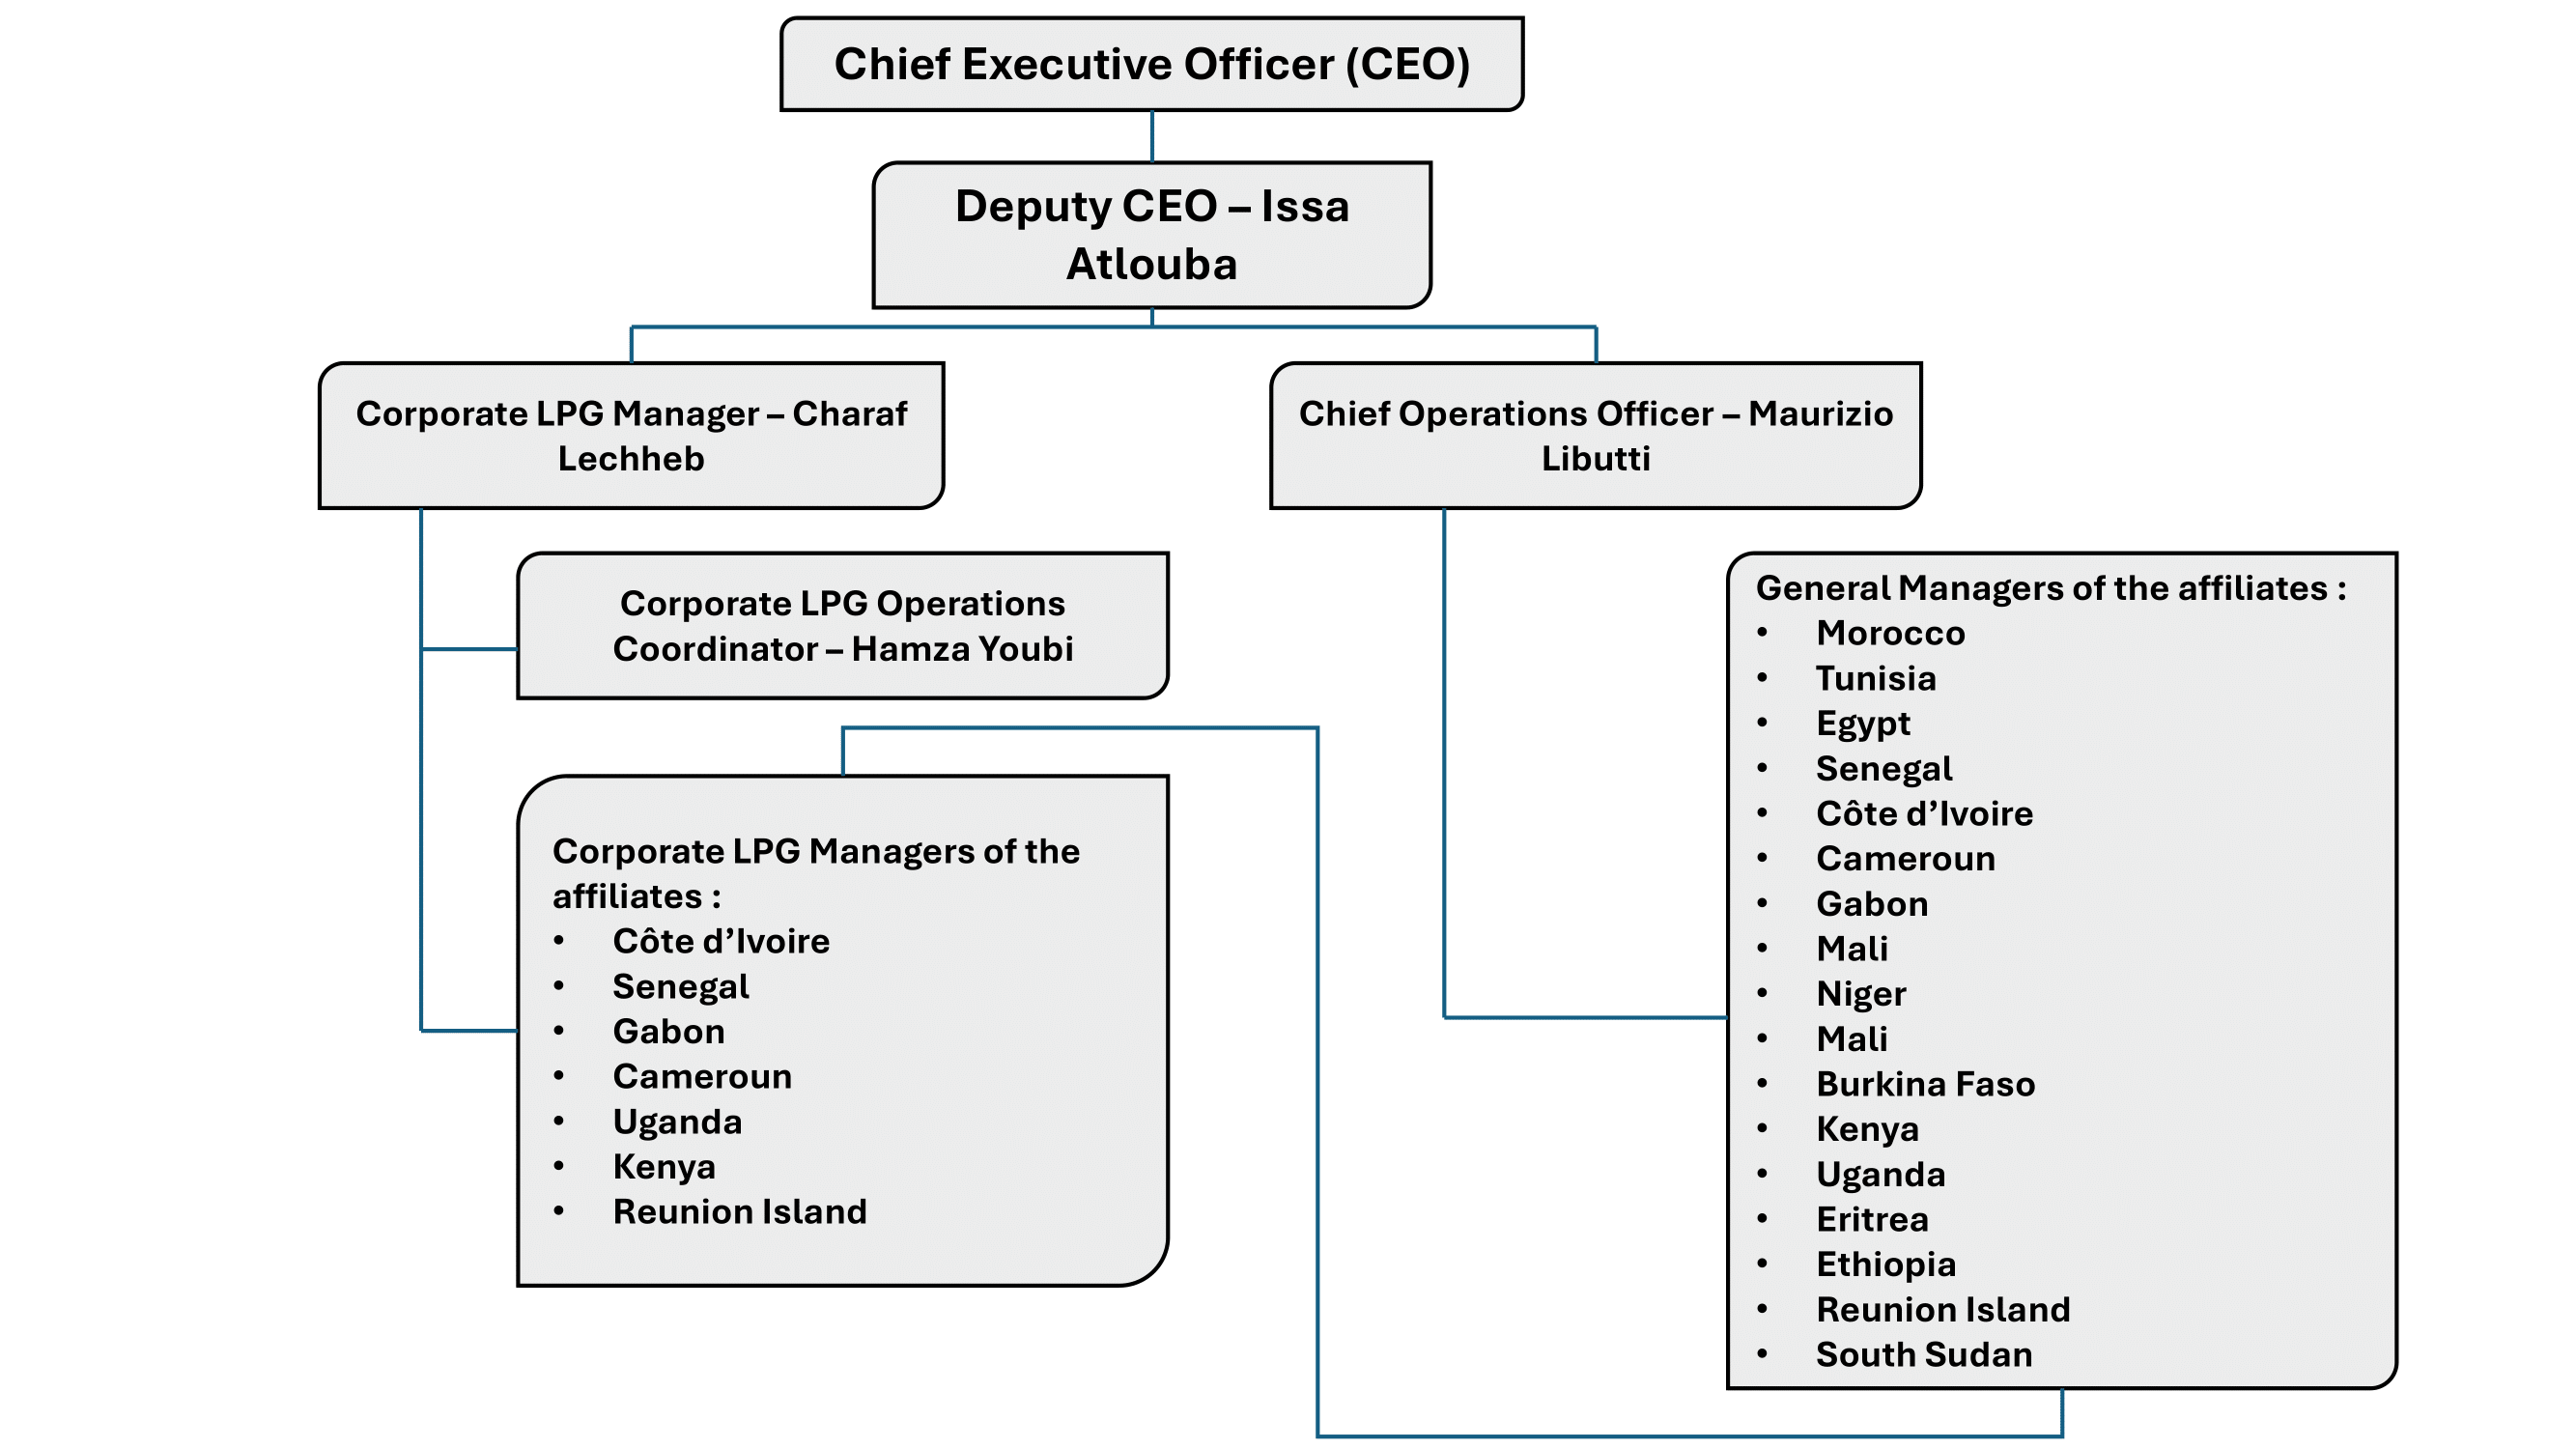 Chief Executive Officer (CEO)
Deputy CEO – Issa
Atlouba
Corporate LPG Manager – Charaf
Lechheb
Chief Operations Officer – Maurizio
Libutti
Corporate LPG Operations
Coordinator – Hamza Youbi
Corporate LPG Managers of the
affiliates :
• Côte d’Ivoire
• Senegal
• Gabon
• Cameroun
• Uganda
• Kenya
• Reunion Island
General Managers of the affiliates :
• Morocco
• Tunisia
• Egypt
• Senegal
• Côte d’Ivoire
• Cameroun
• Gabon
• Mali
• Niger
• Mali
• Burkina Faso
• Kenya
• Uganda
• Eritrea
• Ethiopia
• Reunion Island
• South Sudan